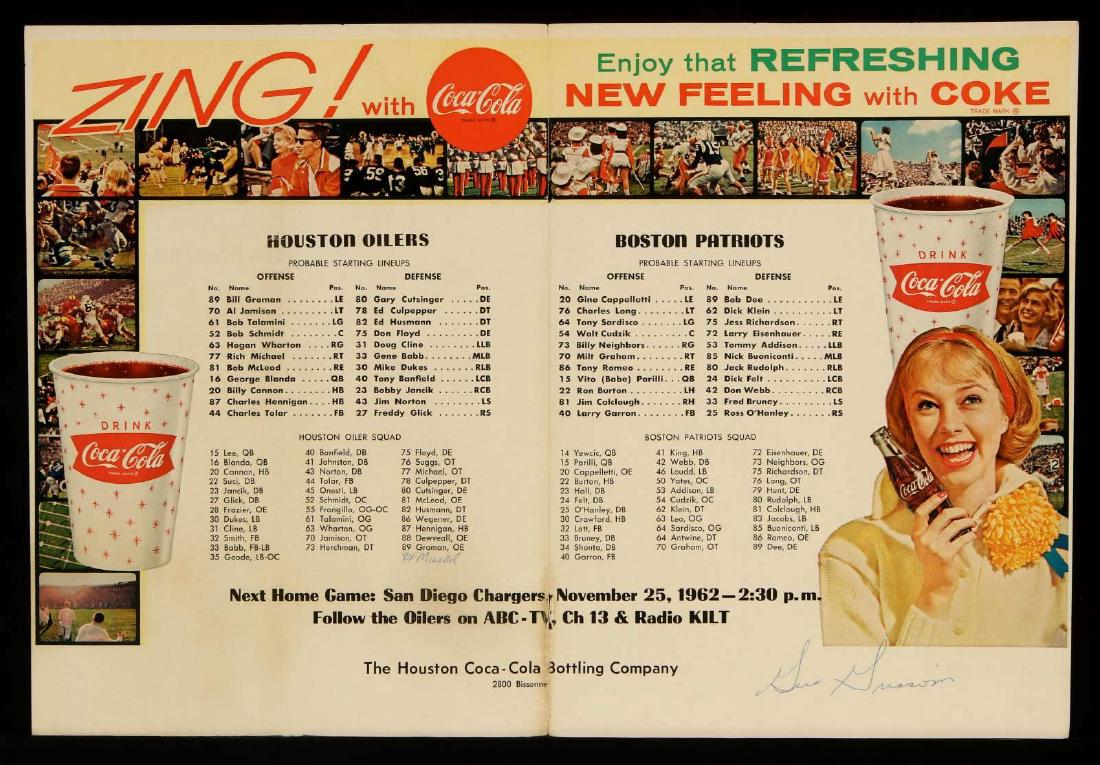 ZING! with Coca-Cola
TRADE MARK ®
Enjoy that REFRESHING
NEW FEELING with COKE
TRADE MARK ®
HOUSTON OILERS
PROBABLE STARTING LINEUPS
OFFENSE DEFENSE
No. Name Pos. No. Name Pos.
89 Bill Groman ........LE 80 Gary Cutsinger .....DE
70 Al Jamison ........LT 78 Ed Culpepper .....DT
61 Bob Talamini .....LG 82 Ed Husmann ......DT
52 Bob Schmidt .......C 75 Don Floyd ........DE
63 Hogan Wharton ....RG 31 Doug Cline .......LLB
77 Rich Michael ......RT 33 Gene Babb ......MLB
81 Bob McLeod .......RE 30 Mike Dukes ......RLB
16 George Blanda .....QB 40 Tony Banfield .....LCB
20 Billy Cannon .......HB 23 Bobby Jancik .....RCB
87 Charles Hennigan ...HB 43 Jim Norton ........LS
44 Charles Tolar .......FB 27 Freddy Glick .......RS
HOUSTON OILER SQUAD
15 Lee, QB 40 Banfield, DB 75 Floyd, DE
16 Blanda, QB 41 Johnston, DB 76 Suggs, OT
20 Cannon, HB 43 Norton, DB 77 Michael, OT
22 Suci, DB 44 Tolar, FB 78 Culpepper, DT
23 Jancik, DB 45 Onesti, LB 80 Cutsinger, DE
27 Glick, DB 52 Schmidt, OC 81 McLeod, OE
28 Frazier, OE 55 Frongillo, OG-OC 82 Husmann, DT
30 Dukes, LB 61 Talamini, OG 86 Wegener, DE
31 Cline, LB 63 Wharton, OG 87 Hennigan, HB
32 Smith, FB 70 Jamison, OT 88 Dewveall, OE
33 Babb, FB-LB 73 Herchman, DT 89 Groman, OE
35 Goode, LB-OC
Miller
BOSTON PATRIOTS
PROBABLE STARTING LINEUPS
OFFENSE DEFENSE
No. Name Pos. No. Name Pos.
20 Gino Cappelletti .....LE 89 Bob Dee ...........LE
76 Charles Long .......LT 62 Dick Klein ..........LT
64 Tony Sardisco ......LG 75 Jess Richardson .....RT
54 Walt Cudzik .........C 72 Larry Eisenhauer ....RE
73 Billy Neighbors .....RG 53 Tommy Addison ....LLB
70 Milt Graham .......RT 85 Nick Buoniconti ....MLB
86 Tony Romeo ........RE 80 Jack Rudolph ......RLB
15 Vito (Babe) Parilli ...QB 24 Dick Felt .........LCB
22 Ron Burton ........LH 42 Don Webb ........RCB
81 Jim Colclough ......RH 33 Fred Bruney ........LS
40 Larry Garron ........FB 25 Ross O'Hanley ......RS
BOSTON PATRIOTS SQUAD
14 Yewcic, QB 41 King, HB 72 Eisenhauer, DE
15 Parilli, QB 42 Webb, DB 73 Neighbors, OG
20 Cappelletti, OE 46 Loudd, LB 75 Richardson, DT
22 Burton, HB 50 Yates, OC 76 Long, OT
23 Hall, DB 53 Addison, LB 79 Hunt, DE
24 Felt, DB 54 Cudzik, OC 80 Rudolph, LB
25 O'Hanley, DB 62 Klein, DT 81 Colclough, HB
30 Crawford, HB 63 Leo, OG 83 Jacobs, LB
32 Lott, FB 64 Sardisco, OG 85 Buoniconti, LB
33 Bruney, DB 64 Antwine, DT 86 Romeo, OE
34 Shonta, DB 70 Graham, OT 89 Dee, DE
40 Garron, FB
DRINK
Coca-Cola
DRINK
Coca-Cola
Coca-Cola
Next Home Game: San Diego Chargers, November 25, 1962—2:30 p.m.
Follow the Oilers on ABC-TV, Ch 13 & Radio KILT
The Houston Coca-Cola Bottling Company
2800 Bissonne
Gus Grissom